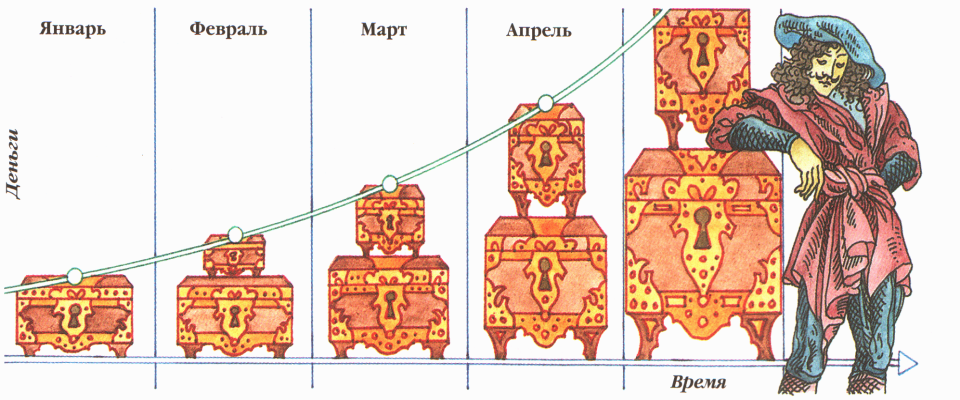 Январь
Февраль
Март
Апрель
Деньги
Время